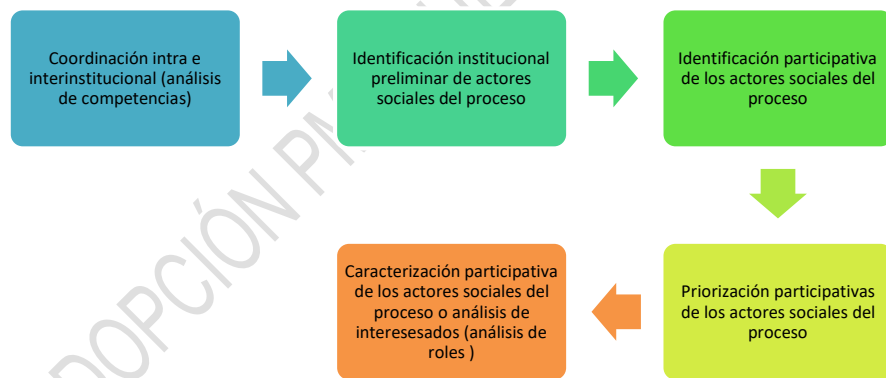 Coordinación intra e
interinstitucional (análisis
de competencias)
Identificación institucional
preliminar de actores
sociales del proceso
Identificación participativa
de los actores sociales del
proceso
Priorización participativas
de los actores sociales del
proceso
Caracterización participativa
de los actores sociales del
proceso o análisis de
interesesados (análisis de
roles )